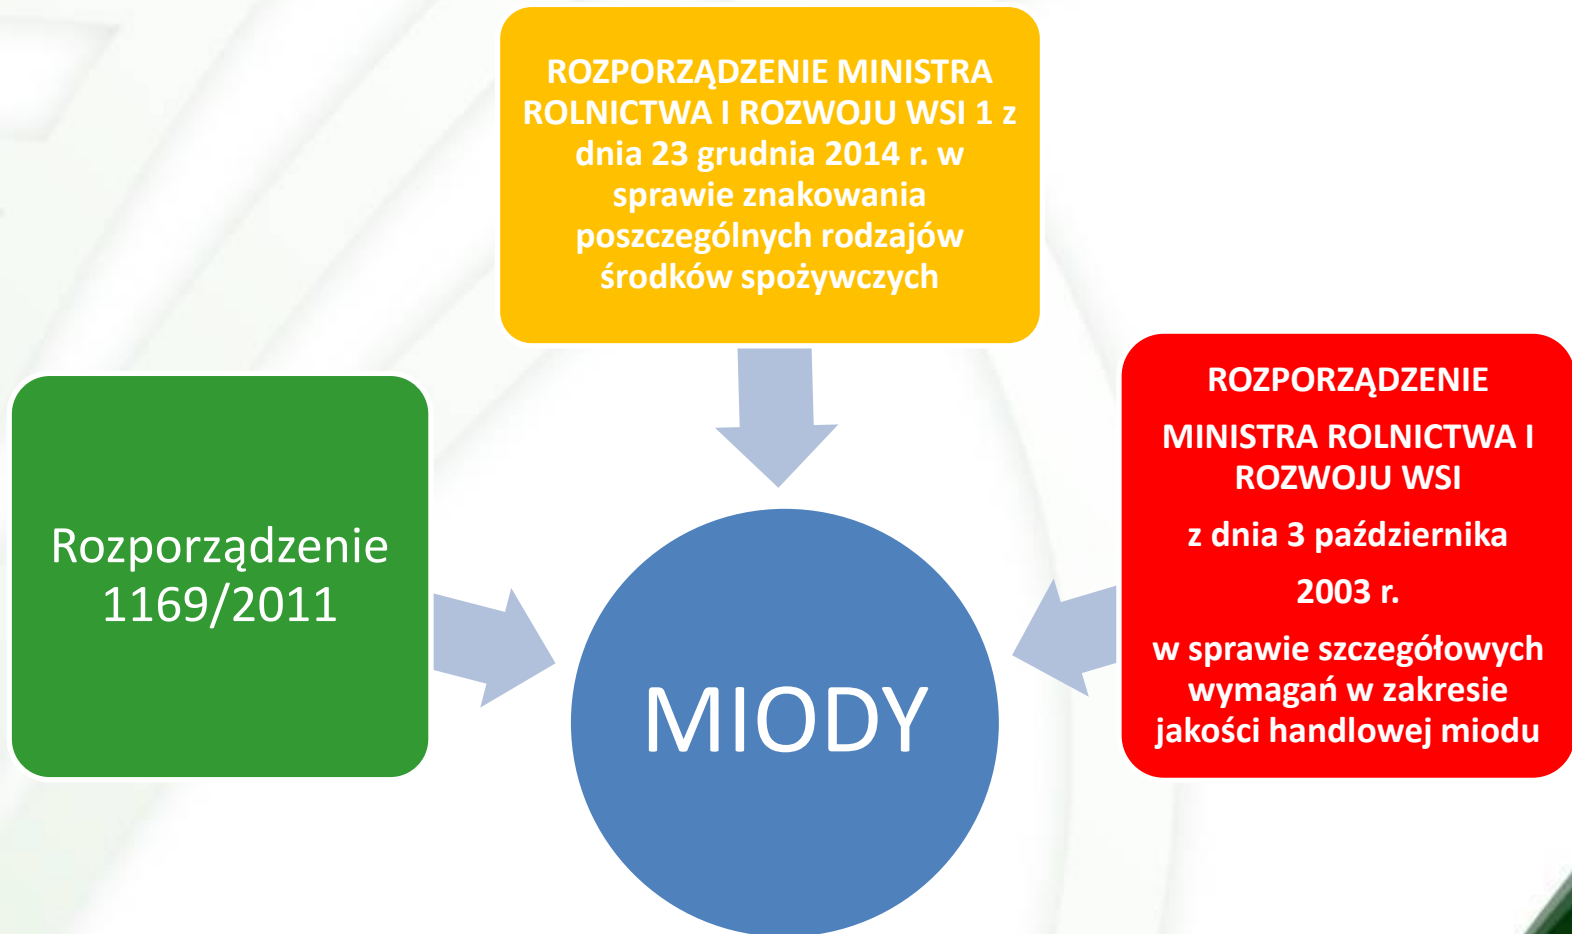 ROZPORZĄDZENIE MINISTRA
ROLNICTWA I ROZWOJU WSI 1 z
dnia 23 grudnia 2014 r. w
sprawie znakowania
poszczególnych rodzajów
środków spożywczych
Rozporządzenie
1169/2011
ROZPORZĄDZENIE
MINISTRA ROLNICTWA I
ROZWOJU WSI
z dnia 3 października
2003 r.
w sprawie szczegółowych
wymagań w zakresie
jakości handlowej miodu
MIODY